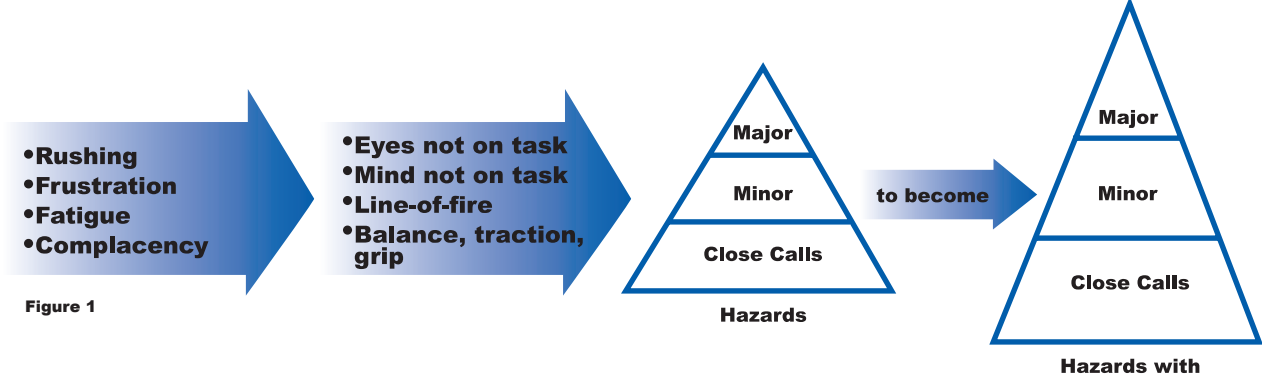 •Rushing
•Frustration
•Fatigue
•Complacency
•Eyes not on task
•Mind not on task
•Line-of-fire
•Balance, traction,
grip
Major
Minor
Close Calls
Hazards
to become
Major
Minor
Close Calls
Hazards with
Figure 1